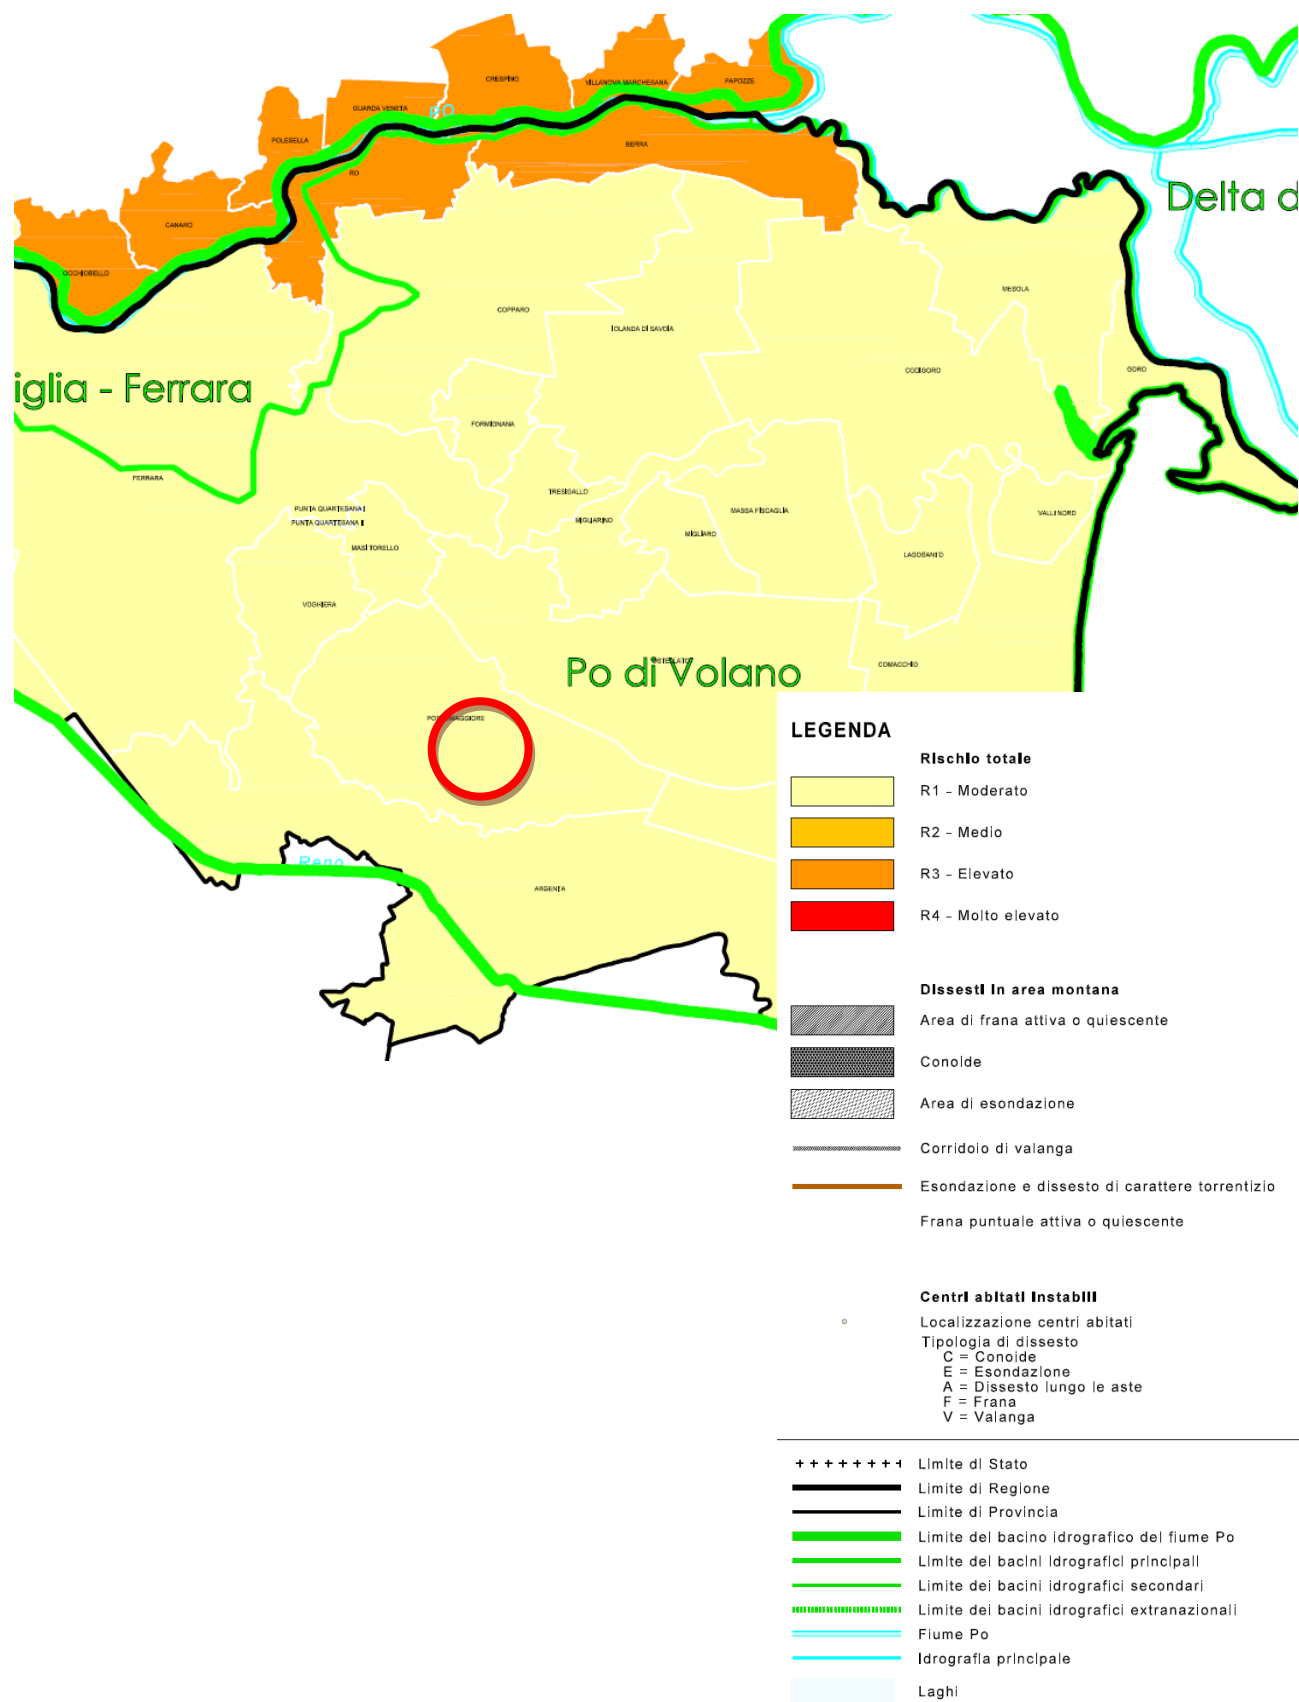 CRESPINO
VILLANOVA MARCHESANA
PAPOZZE
GUARDA VENETA
PO
POLESELLA
BERRA
RO
Delta d
CANARO
OCCHIOBELLO
MESOLA
COPPARO
IOLANDA DI SAVOIA
CODIGORO
GORO
iglia - Ferrara
FORMIGNANA
FERRARA
TRESIGALLO
PUNTA QUARTESANA I
MASSA FISCAGLIA
VALLI NORD
PUNTA QUARTESANA II
MIGLIARINO
MIGLIARO
MASI TORELLO
LAGOSANTO
VOGHIERA
OSTELLATO
COMACCHIO
Po di Volano
MAGGIORE
Reno
ARGENTA
LEGENDA
Rischio totale
R1 - Moderato
R2 - Medio
R3 - Elevato
R4 - Molto elevato
Dissesti in area montana
Area di frana attiva o quiescente
Conoide
Area di esondazione
Corridoio di valanga
Esondazione e dissesto di carattere torrentizio
Frana puntuale attiva o quiescente
Centri abitati instabili
Localizzazione centri abitati
Tipologia di dissesto
C = Conoide
E = Esondazione
A = Dissesto lungo le aste
F = Frana
V = Valanga
Limite di Stato
Limite di Regione
Limite di Provincia
Limite del bacino idrografico del fiume Po
Limite dei bacini idrografici principali
Limite dei bacini idrografici secondari
Limite dei bacini idrografici extranazionali
Fiume Po
Idrografia principale
Laghi